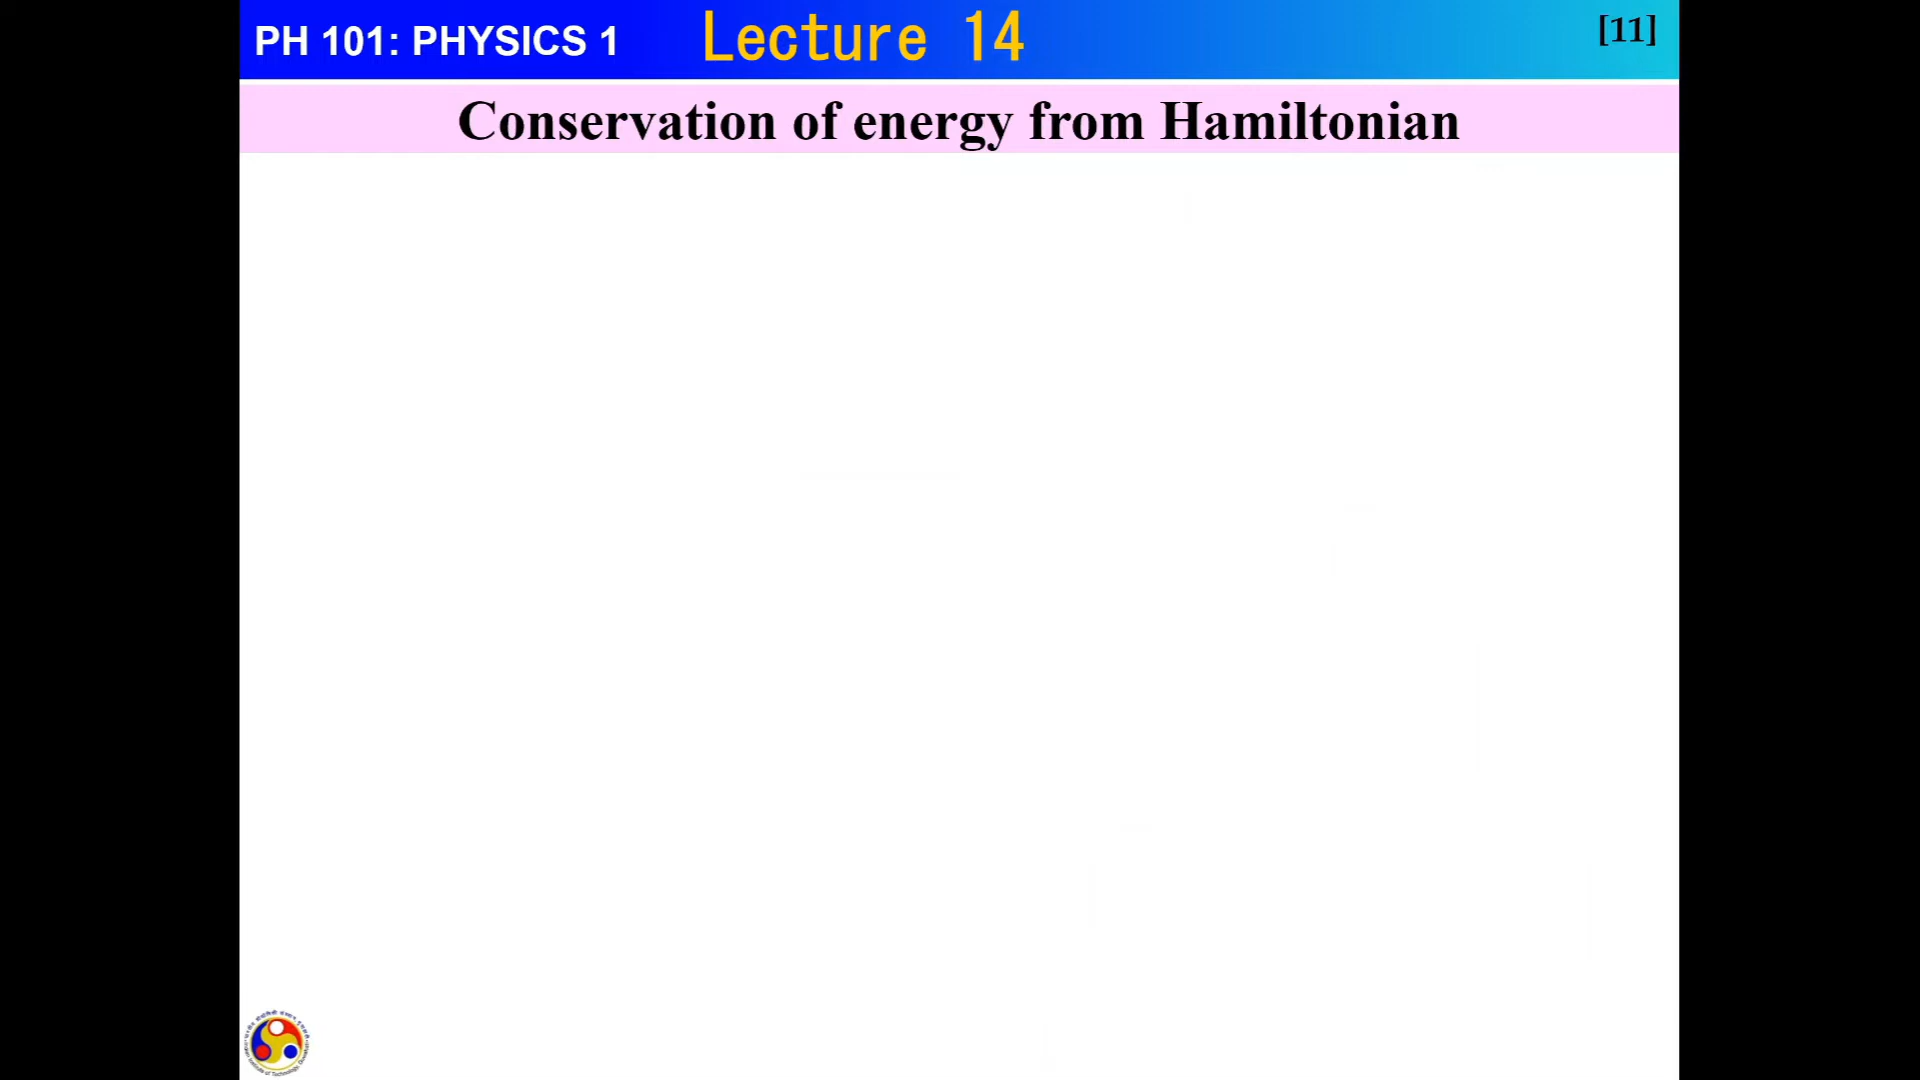 PH 101: PHYSICS 1
Lecture 14
[11]
Conservation of energy from Hamiltonian